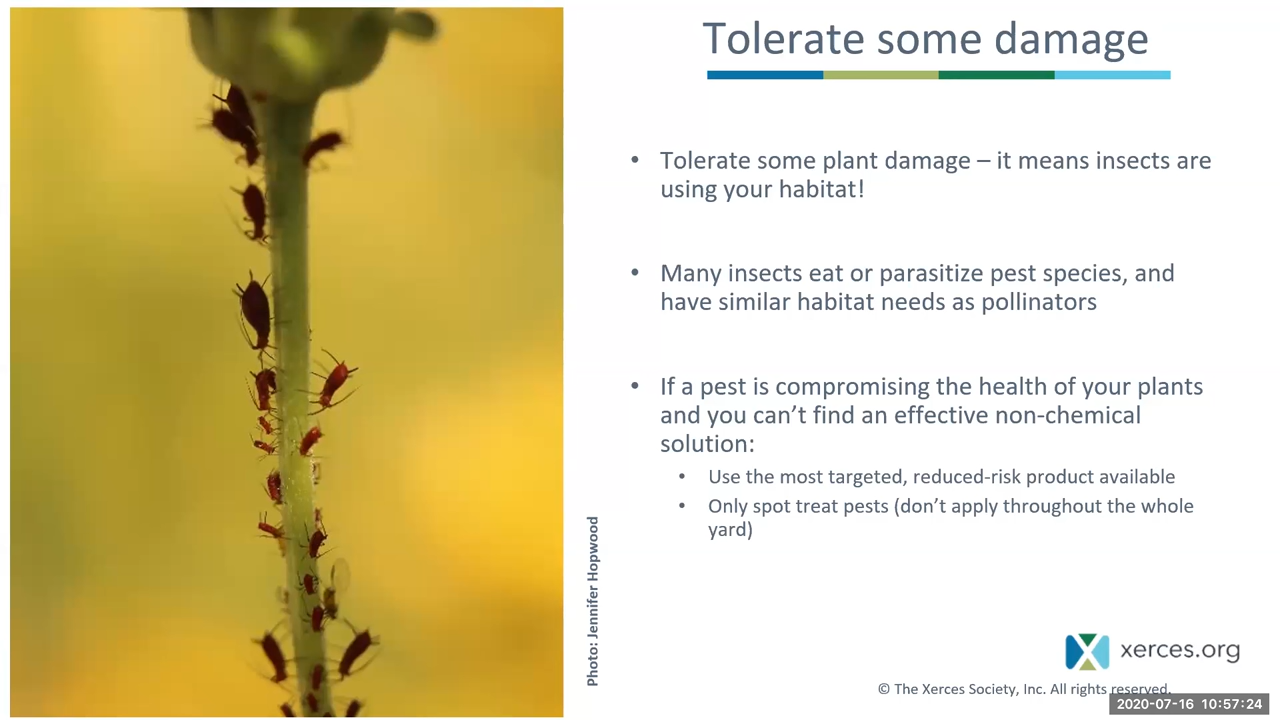 Tolerate some damage
• Tolerate some plant damage – it means insects are
using your habitat!
• Many insects eat or parasitize pest species, and
have similar habitat needs as pollinators
• If a pest is compromising the health of your plants
and you can’t find an effective non-chemical
solution:
• Use the most targeted, reduced-risk product available
• Only spot treat pests (don’t apply throughout the whole
yard)
Photo: Jennifer Hopwood
xerces.org
© The Xerces Society, Inc. All rights reserved.
2020-07-16 10:57:24